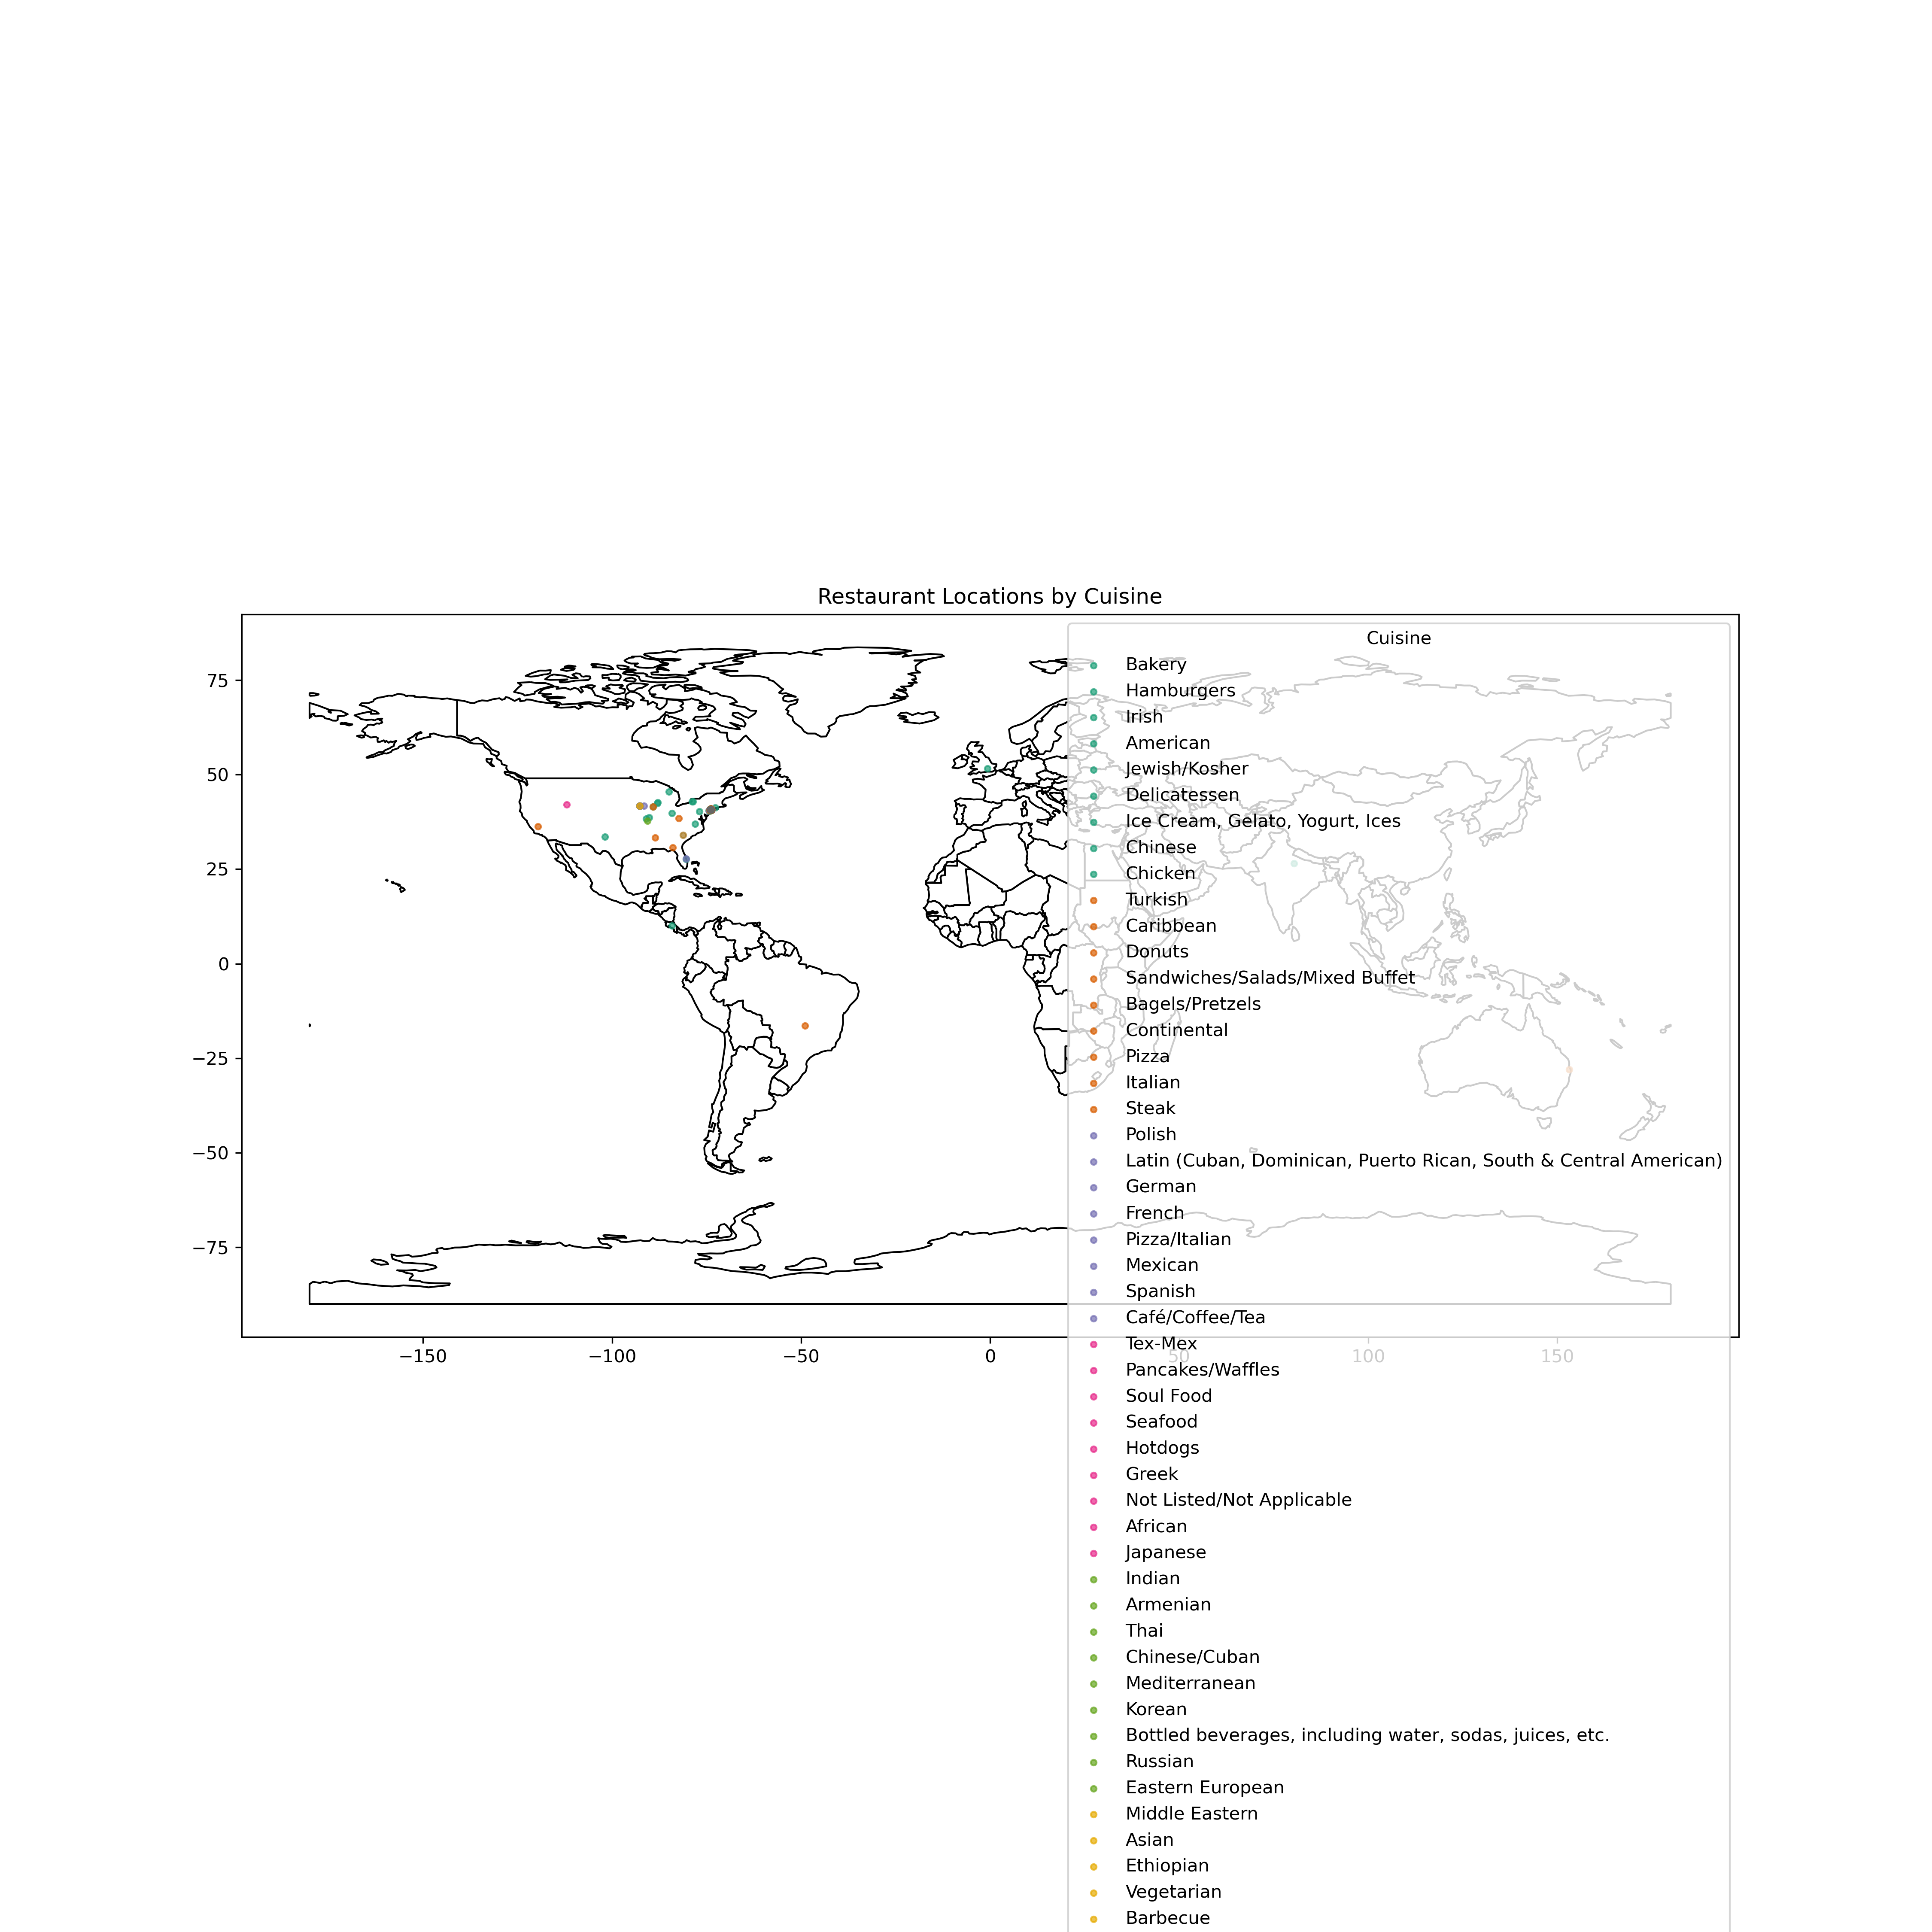 Restaurant Locations by Cuisine
75
50
25
0
−25
−50
−75
−150
−100
−50
0
50
100
150
Cuisine
Bakery
Hamburgers
Irish
American
Jewish/Kosher
Delicatessen
Ice Cream, Gelato, Yogurt, Ices
Chinese
Chicken
Turkish
Caribbean
Donuts
Sandwiches/Salads/Mixed Buffet
Bagels/Pretzels
Continental
Pizza
Italian
Steak
Polish
Latin (Cuban, Dominican, Puerto Rican, South & Central American)
German
French
Pizza/Italian
Mexican
Spanish
Café/Coffee/Tea
Tex-Mex
Pancakes/Waffles
Soul Food
Seafood
Hotdogs
Greek
Not Listed/Not Applicable
African
Japanese
Indian
Armenian
Thai
Chinese/Cuban
Mediterranean
Korean
Bottled beverages, including water, sodas, juices, etc.
Russian
Eastern European
Middle Eastern
Asian
Ethiopian
Vegetarian
Barbecue